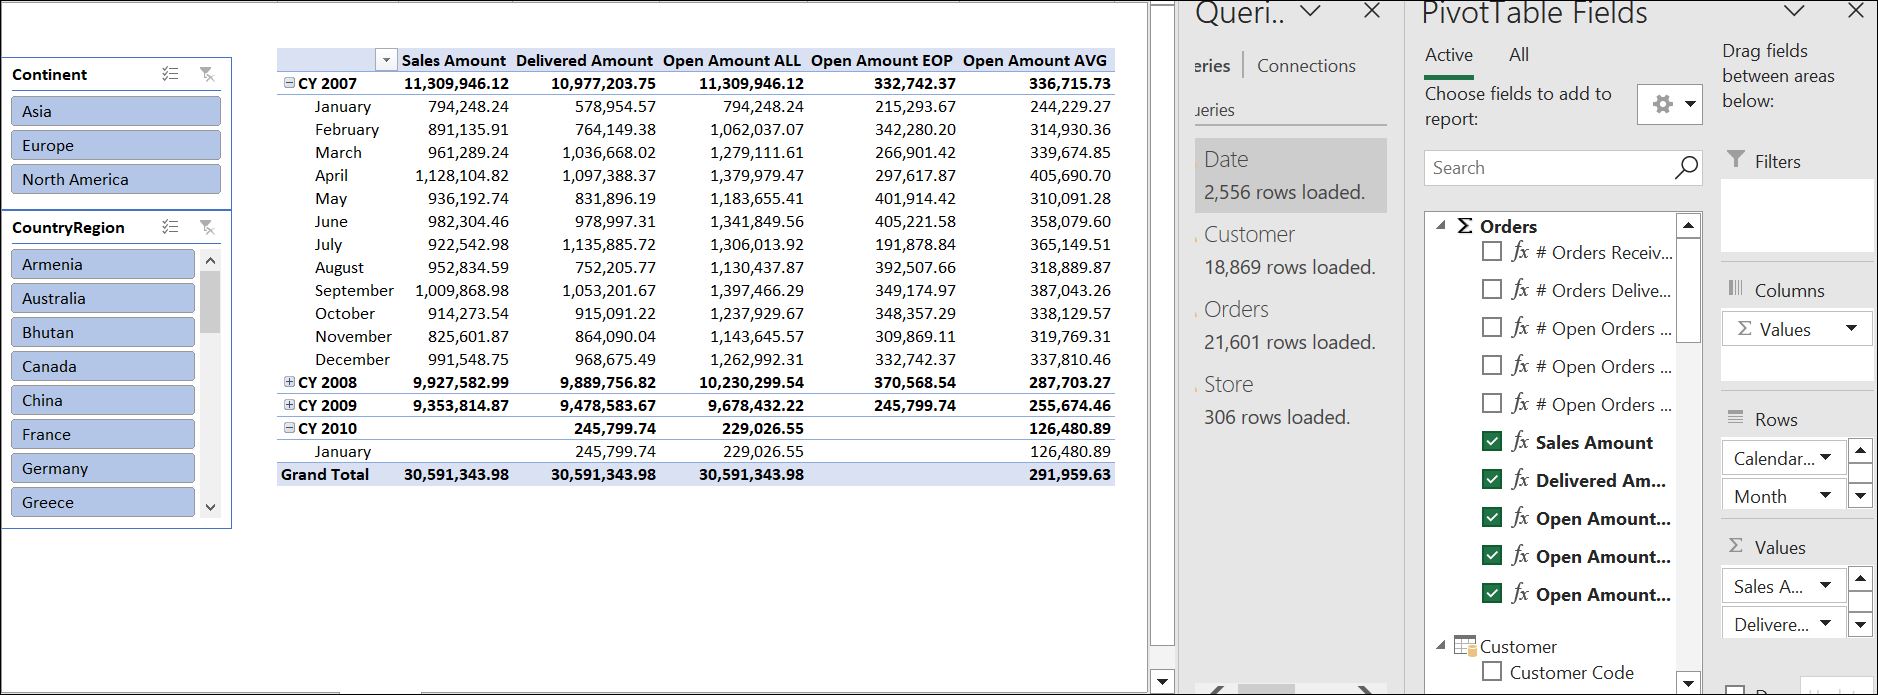 Continent
Asia
Europe
North America
CountryRegion
Armenia
Australia
Bhutan
Canada
China
France
Germany
Greece
Sales Amount Delivered Amount Open Amount ALL Open Amount EOP Open Amount AVG
CY 2007 11,309,946.12 10,977,203.75 11,309,946.12 332,742.37 336,715.73
January 794,248.24 578,954.57 794,248.24 215,293.67 244,229.27
February 891,135.91 764,149.38 1,062,037.07 342,280.20 314,930.36
March 961,289.24 1,036,668.02 1,279,111.61 266,901.42 339,674.85
April 1,128,104.82 1,097,388.37 1,379,979.47 297,617.87 405,690.70
May 936,192.74 831,896.19 1,183,655.41 401,914.42 310,091.28
June 982,304.46 978,997.31 1,341,849.56 405,221.58 358,079.60
July 922,542.98 1,135,885.72 1,306,013.92 191,878.84 365,149.51
August 952,834.59 752,205.77 1,130,437.87 392,507.66 318,889.87
September 1,009,868.98 1,053,201.67 1,397,466.29 349,174.97 387,043.26
October 914,273.54 915,091.22 1,237,929.67 348,357.29 338,129.57
November 825,601.87 864,090.04 1,143,645.57 309,869.11 319,769.31
December 991,548.75 968,675.49 1,262,992.31 332,742.37 337,810.46
CY 2008 9,927,582.99 9,889,756.82 10,230,299.54 370,568.54 287,703.27
CY 2009 9,353,814.87 9,478,583.67 9,678,432.22 245,799.74 255,674.46
CY 2010 245,799.74 229,026.55 126,480.89
January 245,799.74 229,026.55 126,480.89
Grand Total 30,591,343.98 30,591,343.98 30,591,343.98 291,959.63
Queri..
eries Connections
ueries
Date
2,556 rows loaded.
Customer
18,869 rows loaded.
Orders
21,601 rows loaded.
Store
306 rows loaded.
PivotTable Fields
Active All
Choose fields to add to
report:
Search
Σ Orders
fx # Orders Receiv...
fx # Orders Delive...
fx # Open Orders ...
fx # Open Orders ...
fx # Open Orders ...
fx Sales Amount
fx Delivered Am...
fx Open Amount...
fx Open Amount...
fx Open Amount...
Customer
Customer Code
Drag fields
between areas
below:
Filters
Columns
Σ Values
Rows
Calendar...
Month
Σ Values
Sales A...
Delivere...